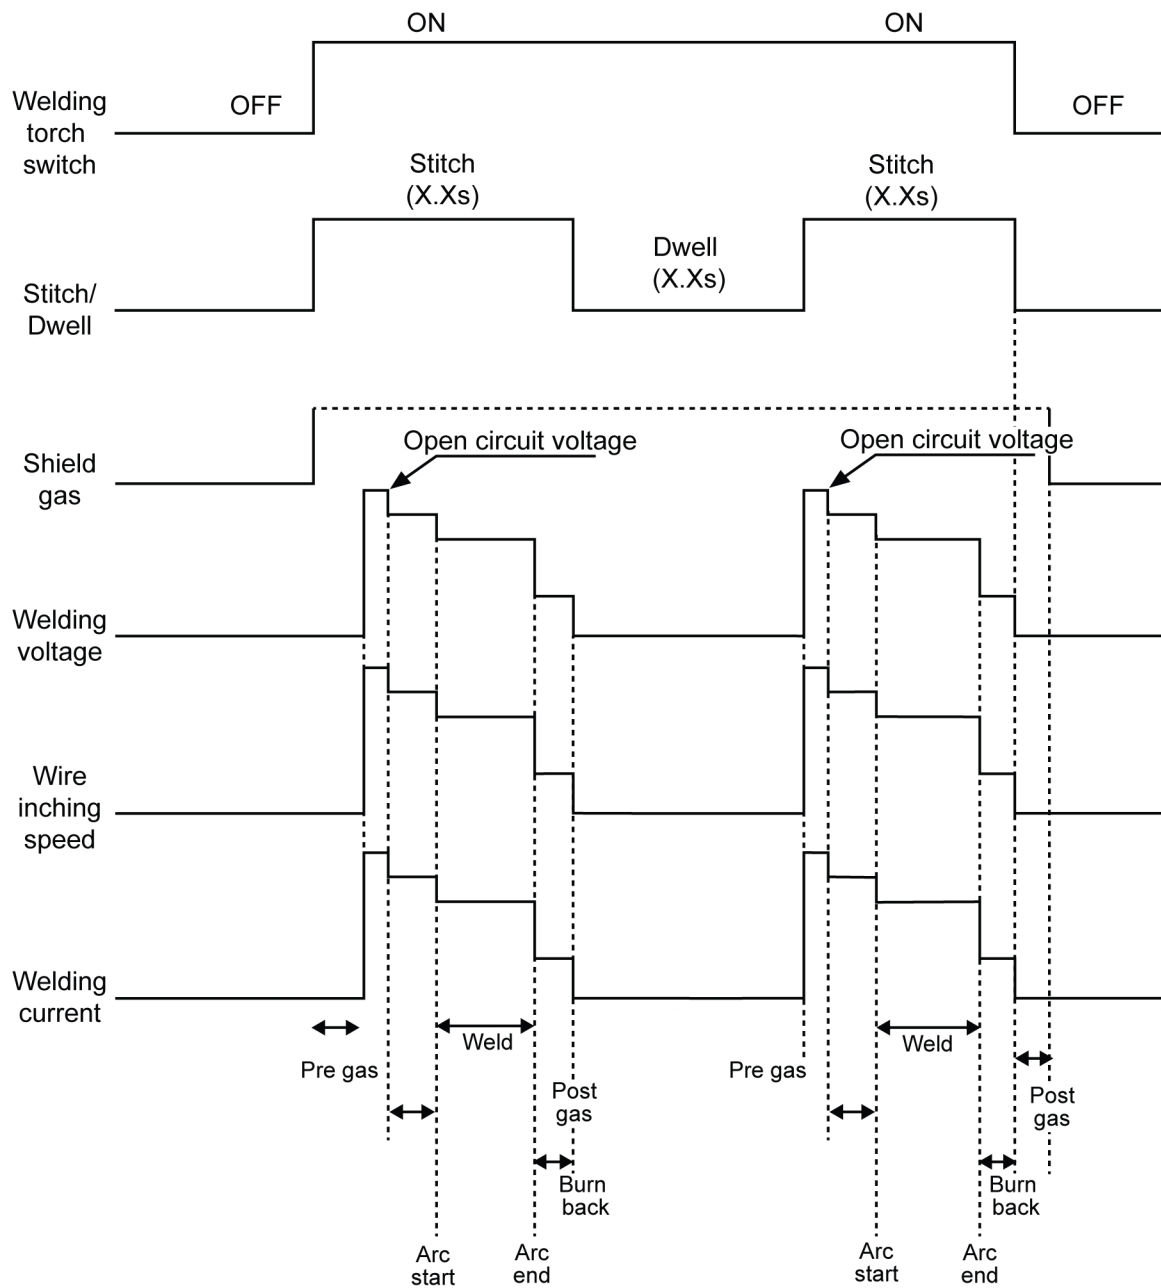 ON
ON
OFF
OFF
Welding
torch
switch
Stitch
(X.Xs)
Stitch
(X.Xs)
Dwell
(X.Xs)
Stitch/
Dwell
Open circuit voltage
Open circuit voltage
Shield
gas
Welding
voltage
Wire
inching
speed
Welding
current
Pre gas
Weld
Post
gas
Burn
back
Arc
start
Arc
end
Pre gas
Weld
Post
gas
Burn
back
Arc
start
Arc
end